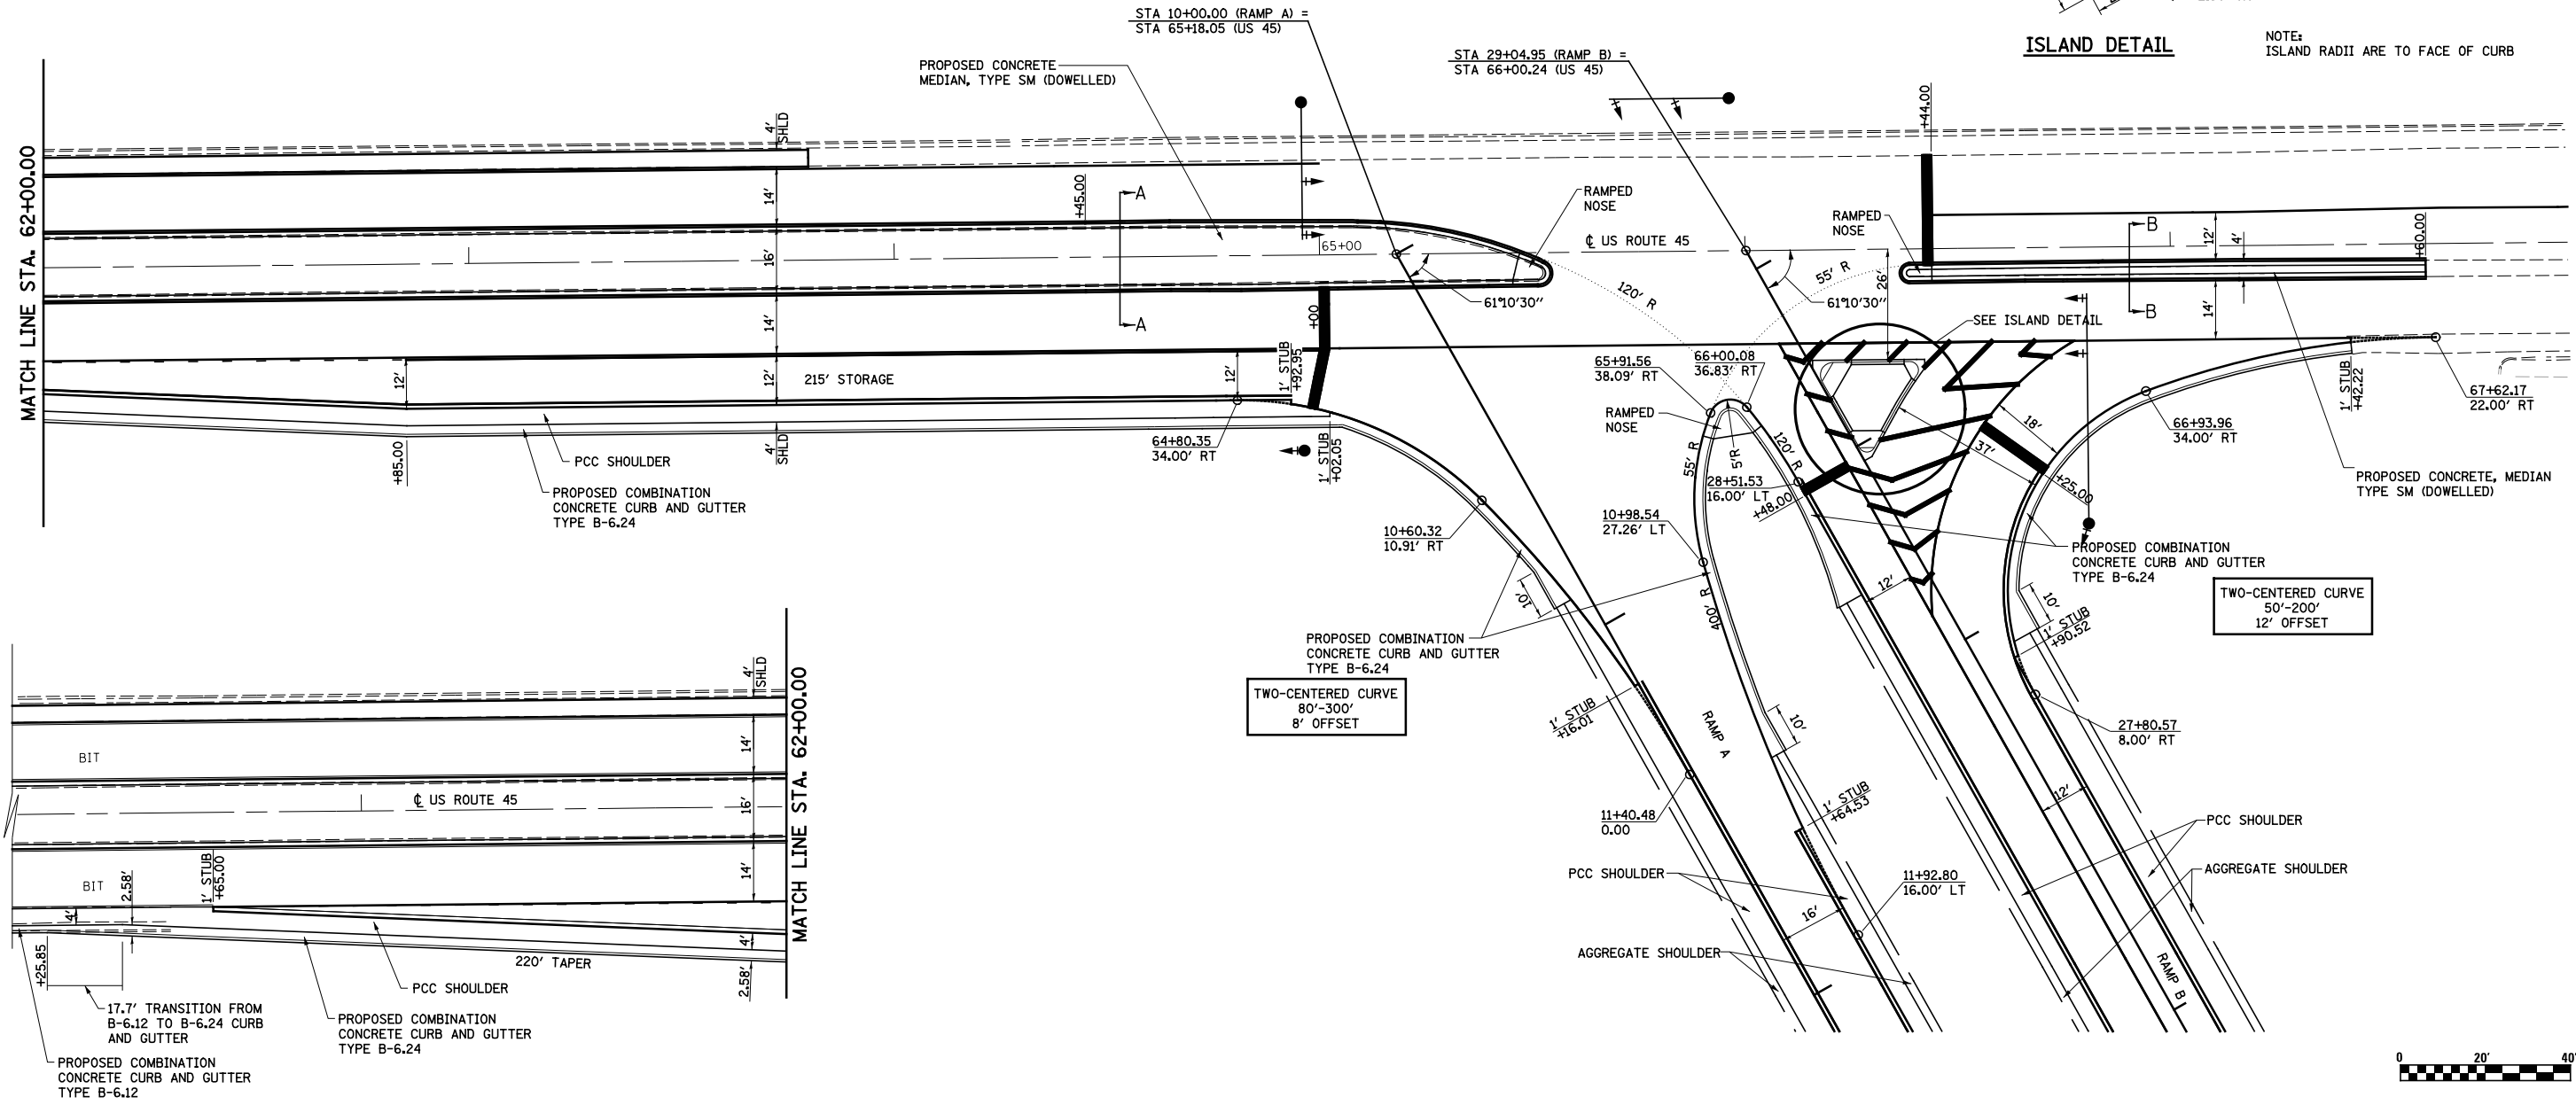 STA 10+00.00 (RAMP A) =
STA 65+18.05 (US 45)
STA 29+04.95 (RAMP B) =
STA 66+00.24 (US 45)
ISLAND DETAIL
NOTE:
ISLAND RADII ARE TO FACE OF CURB
PROPOSED CONCRETE
MEDIAN, TYPE SM (DOWELLED)
MATCH LINE STA. 62+00.00
4'
SHLD
14'
16'
14'
12'
4'
SHLD
+45.00
A
A
65+00
RAMPED
NOSE
℄ US ROUTE 45
61°10'30"
120' R
55' R
61°10'30"
26'
+44.00
RAMPED
NOSE
B
B
12'
4'
14'
+60.00
SEE ISLAND DETAIL
12'
215' STORAGE
12'
1' STUB
+92.95
+00
+85.00
PCC SHOULDER
PROPOSED COMBINATION
CONCRETE CURB AND GUTTER
TYPE B-6.24
64+80.35
34.00' RT
1' STUB
+02.05
65+91.56
38.09' RT
66+00.08
36.83' RT
RAMPED
NOSE
55' R
5'R
120' R
28+51.53
16.00' LT
+48.00
10+98.54
27.26' LT
10+60.32
10.91' RT
10'
400' R
18'
37'
+25.00
1' STUB
+42.22
67+62.17
22.00' RT
66+93.96
34.00' RT
PROPOSED CONCRETE, MEDIAN
TYPE SM (DOWELLED)
PROPOSED COMBINATION
CONCRETE CURB AND GUTTER
TYPE B-6.24
TWO-CENTERED CURVE
50'-200'
12' OFFSET
12'
10'
1' STUB
+90.52
27+80.57
8.00' RT
PROPOSED COMBINATION
CONCRETE CURB AND GUTTER
TYPE B-6.24
TWO-CENTERED CURVE
80'-300'
8' OFFSET
1' STUB
+16.01
RAMP A
10'
1' STUB
+64.53
11+40.48
0.00
PCC SHOULDER
11+92.80
16.00' LT
16'
AGGREGATE SHOULDER
12'
PCC SHOULDER
AGGREGATE SHOULDER
RAMP B
4'
SHLD
BIT
14'
℄ US ROUTE 45
16'
BIT
14'
MATCH LINE STA. 62+00.00
4'
2.58'
1' STUB
+65.00
4'
2.58'
+25.85
220' TAPER
PCC SHOULDER
17.7' TRANSITION FROM
B-6.12 TO B-6.24 CURB
AND GUTTER
PROPOSED COMBINATION
CONCRETE CURB AND GUTTER
TYPE B-6.24
PROPOSED COMBINATION
CONCRETE CURB AND GUTTER
TYPE B-6.12
0 20' 40'